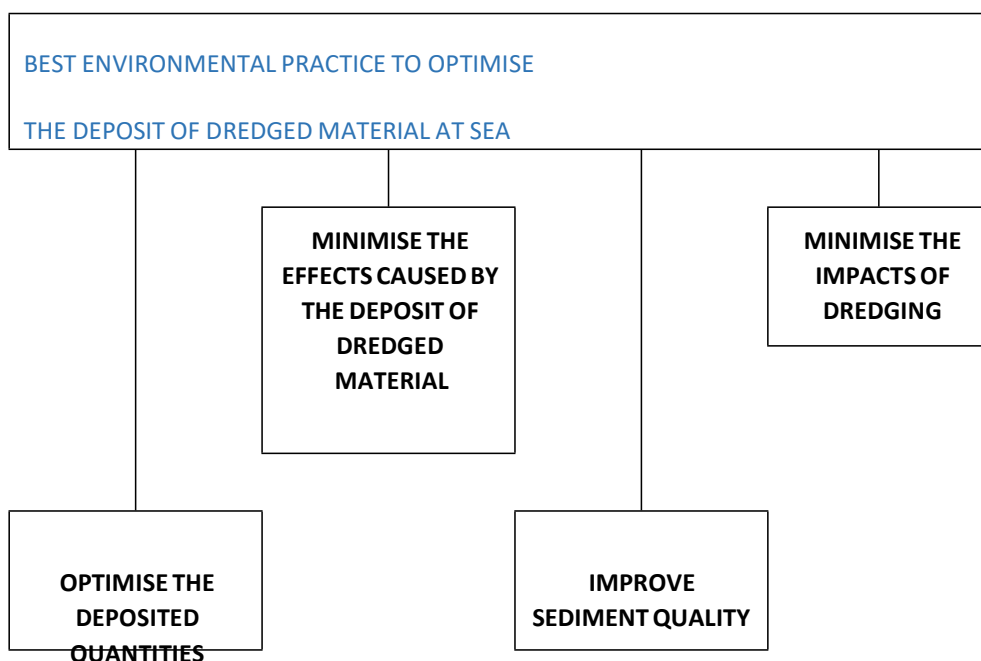 BEST ENVIRONMENTAL PRACTICE TO OPTIMISE
THE DEPOSIT OF DREDGED MATERIAL AT SEA
MINIMISE THE
EFFECTS CAUSED BY
THE DEPOSIT OF
DREDGED
MATERIAL
MINIMISE THE
IMPACTS OF
DREDGING
OPTIMISE THE
DEPOSITED
QUANTITIES
IMPROVE
SEDIMENT QUALITY